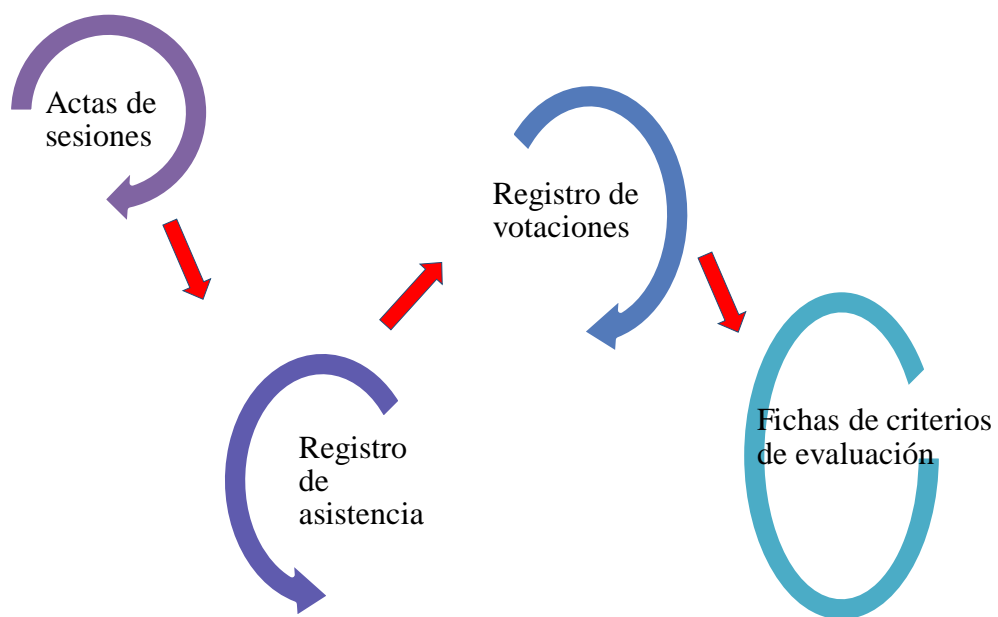 Actas de
sesiones
Registro
de
asistencia
Registro de
votaciones
Fichas de criterios
de evaluación